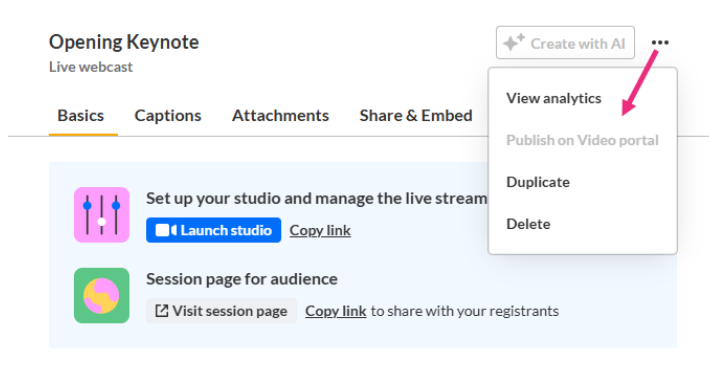 Opening Keynote
Create with AI
Live webcast
View analytics
Basics Captions Attachments Share & Embed
Publish on Video portal
Duplicate
Set up your studio and manage the live stream
Launch studio Copy link
Delete
Session page for audience
Visit session page Copy link to share with your registrants